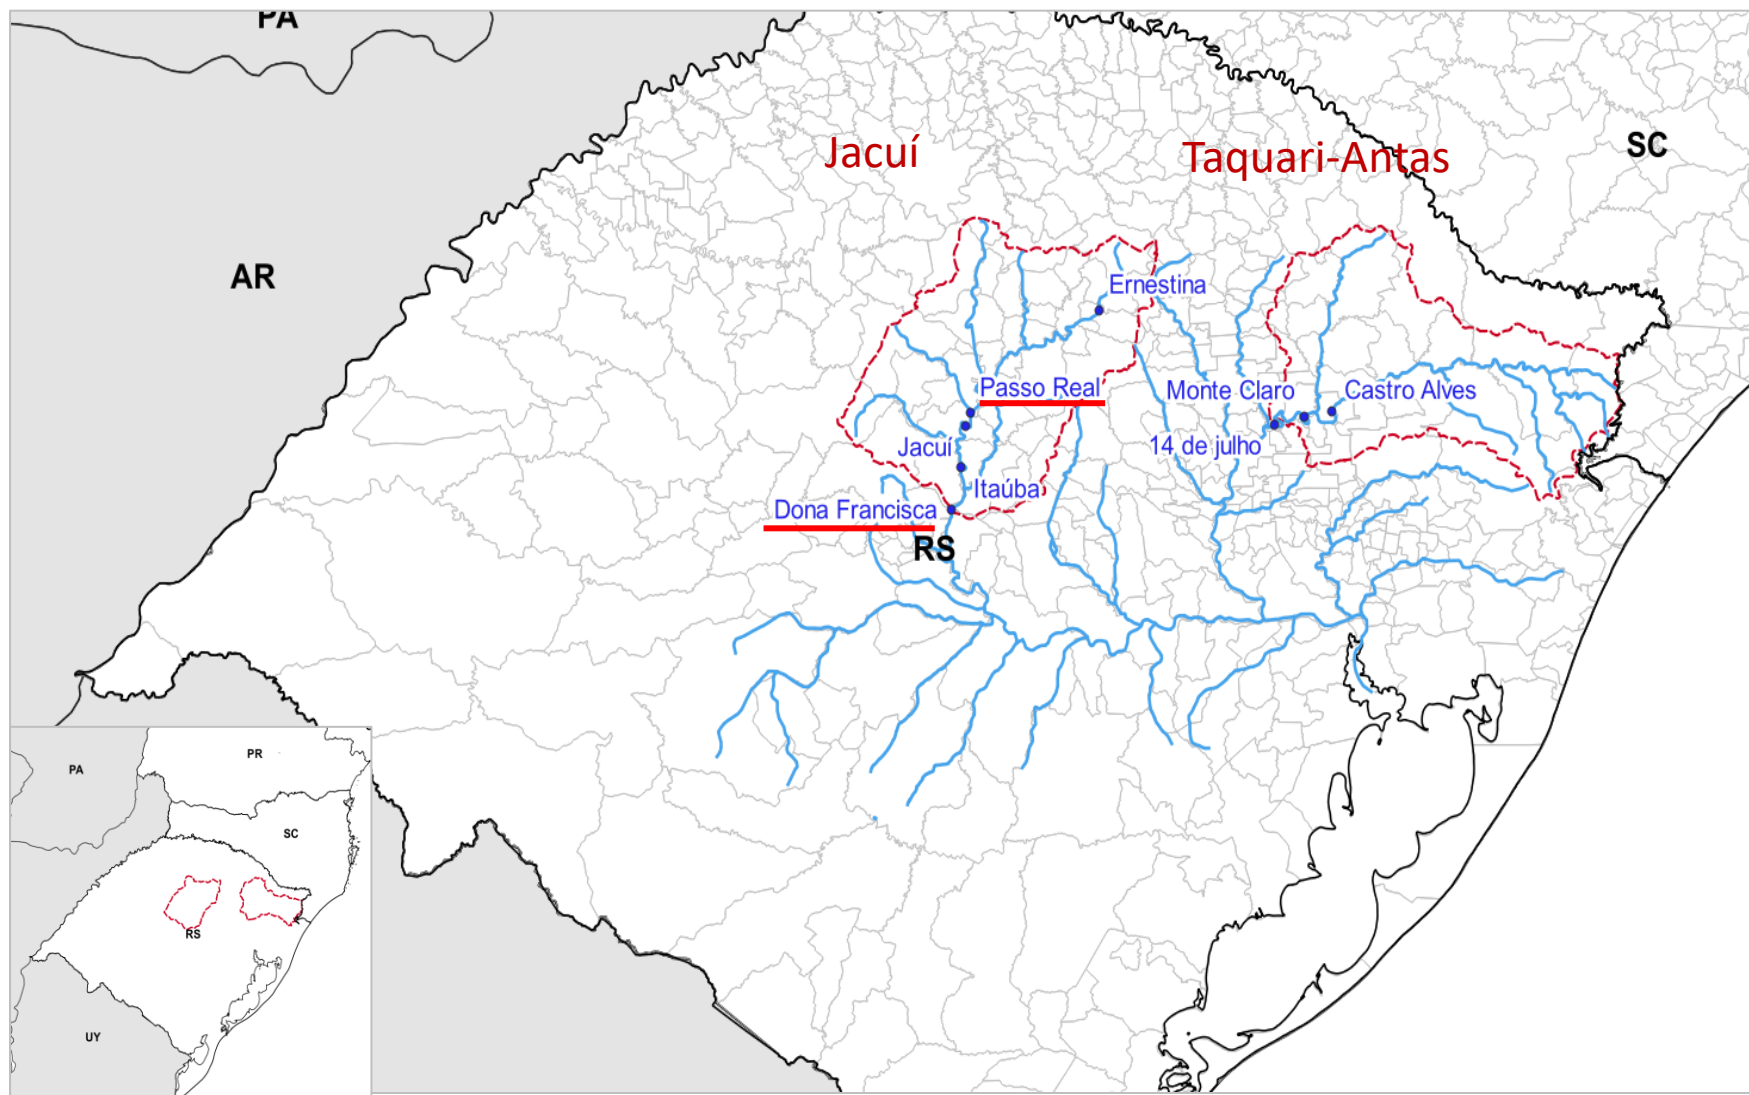 PA
Jacuí
Taquari-Antas
SC
AR
Ernestina
Passo Real
Monte Claro
Castro Alves
Jacuí
14 de julho
Itaúba
Dona Francisca
RS
PR
PA
SC
RS
UY